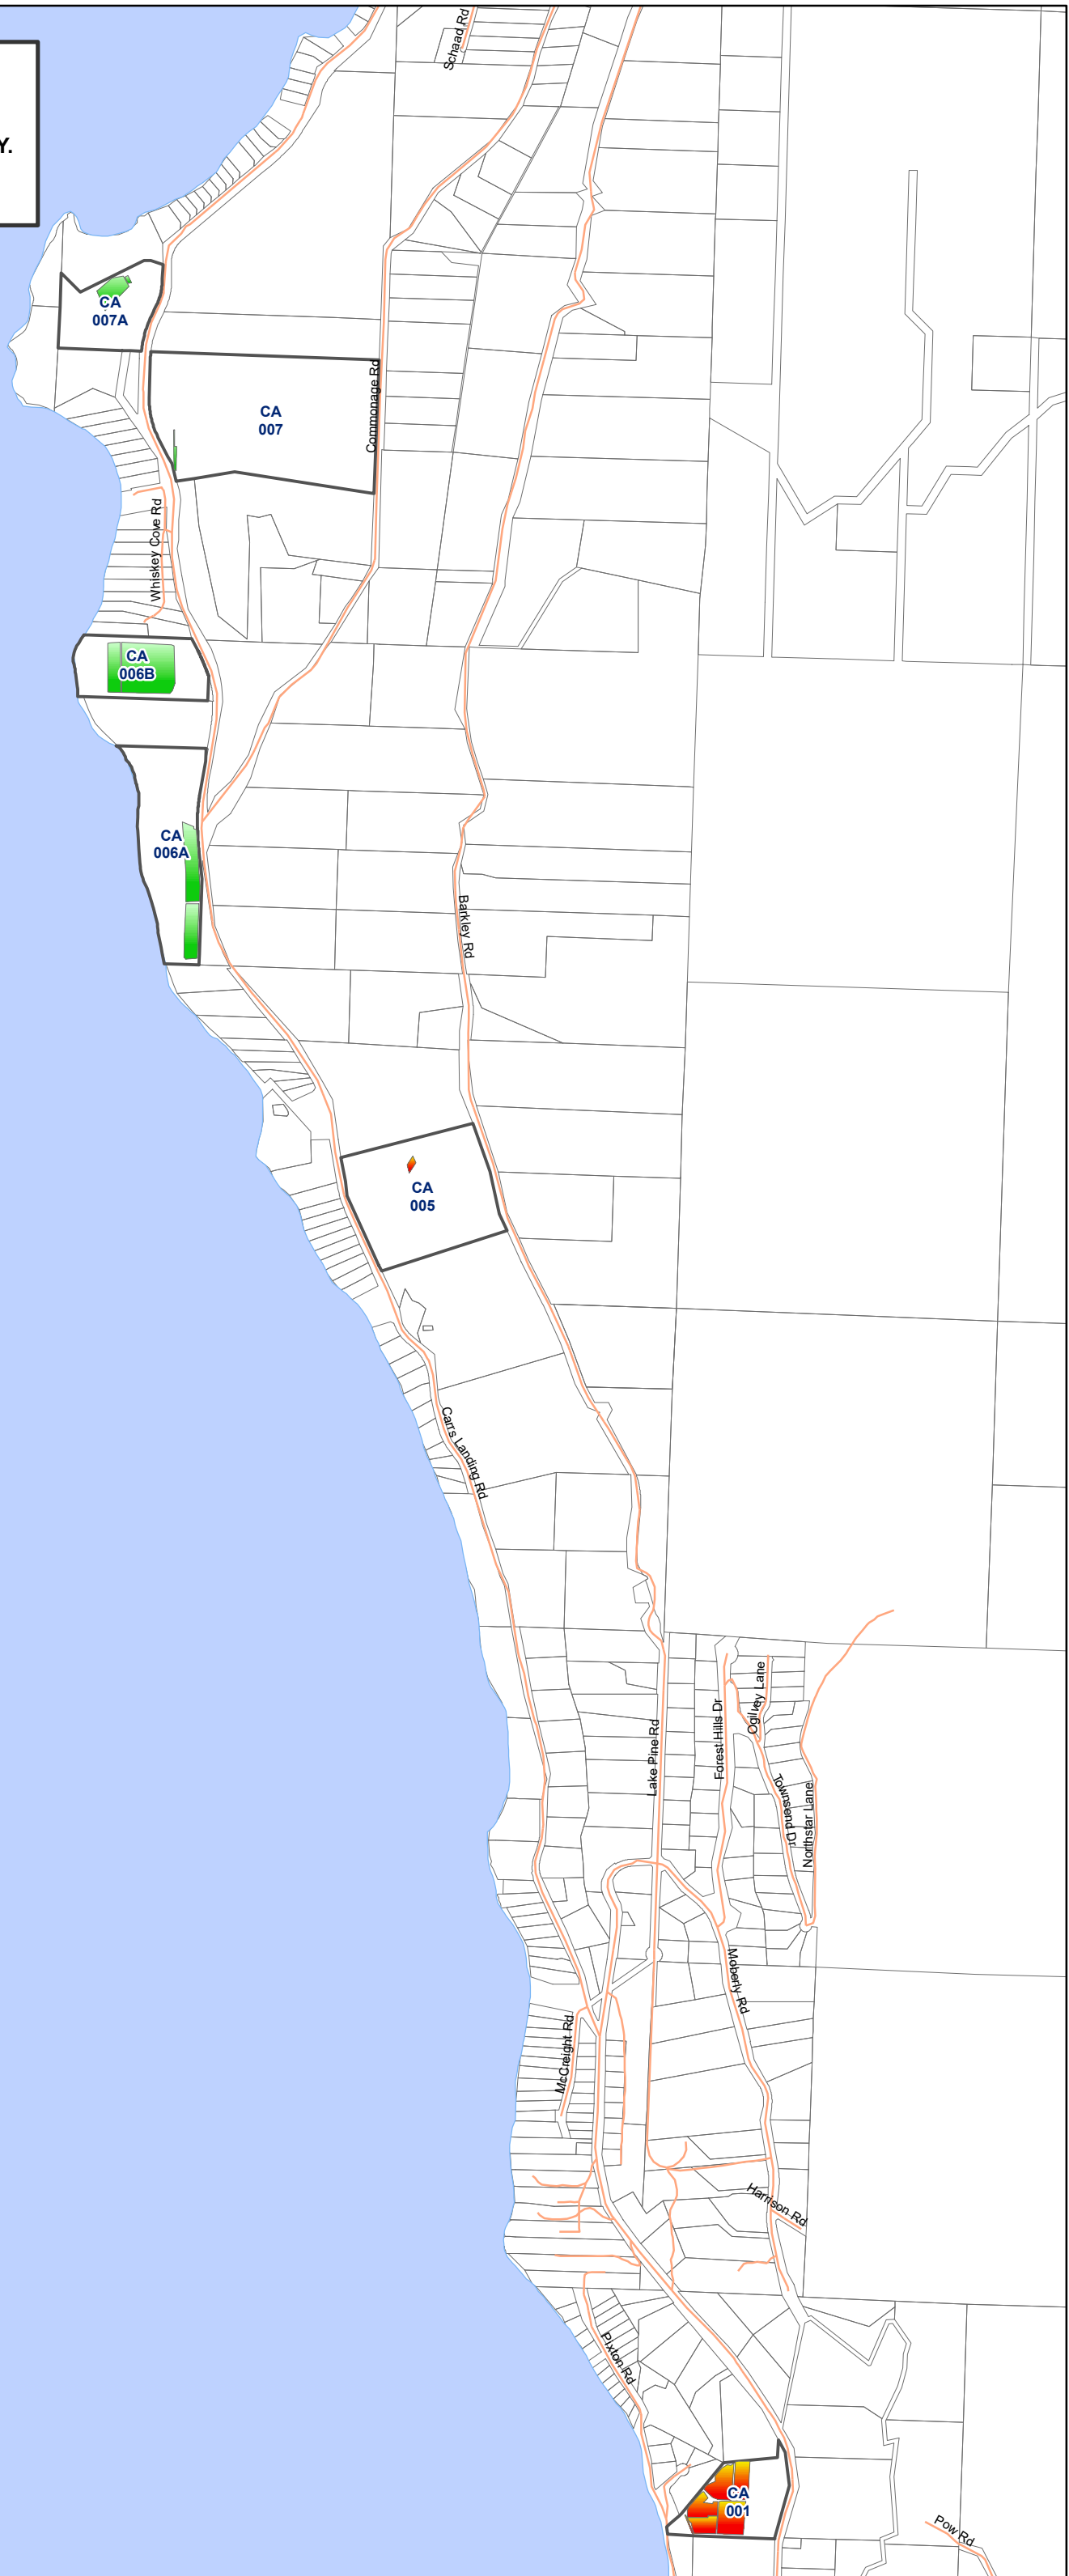 Schaad Rd
Y.
CA
007A
CA
007
Commonage Rd
Whiskey Cove Rd
CA
006B
CA
006A
Barkley Rd
CA
005
Carrs Landing Rd
Lake Pine Rd
Forest Hills Dr
Ogilvey Lane
Townsend Dr
Northstar Lane
Moberly Rd
McCreight Rd
Harrison Rd
Pixton Rd
CA
001
Pow Rd